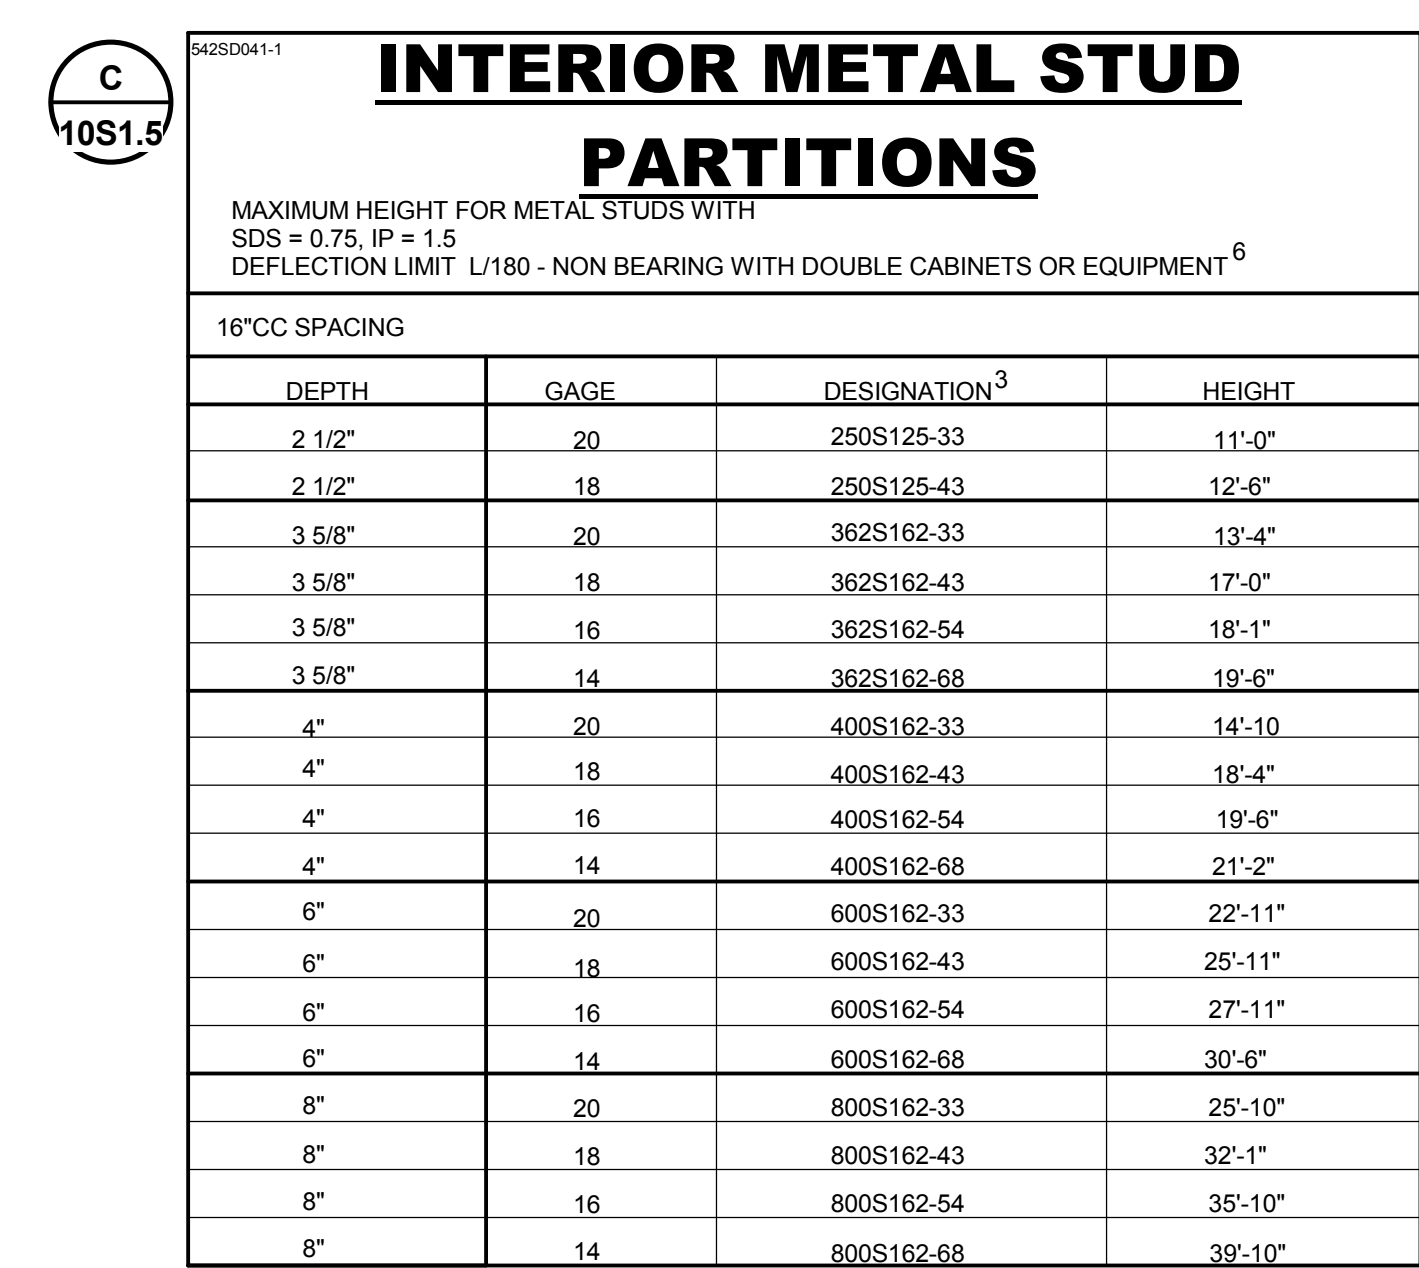 C
10S1.5
542SD041-1
INTERIOR METAL STUD
PARTITIONS
MAXIMUM HEIGHT FOR METAL STUDS WITH
SDS = 0.75, IP = 1.5
DEFLECTION LIMIT L/180 - NON BEARING WITH DOUBLE CABINETS OR EQUIPMENT 6
16"CC SPACING
DEPTH GAGE DESIGNATION3 HEIGHT
2 1/2" 20 250S125-33 11'-0"
2 1/2" 18 250S125-43 12'-6"
3 5/8" 20 362S162-33 13'-4"
3 5/8" 18 362S162-43 17'-0"
3 5/8" 16 362S162-54 18'-1"
3 5/8" 14 362S162-68 19'-6"
4" 20 400S162-33 14'-10
4" 18 400S162-43 18'-4"
4" 16 400S162-54 19'-6"
4" 14 400S162-68 21'-2"
6" 20 600S162-33 22'-11"
6" 18 600S162-43 25'-11"
6" 16 600S162-54 27'-11"
6" 14 600S162-68 30'-6"
8" 20 800S162-33 25'-10"
8" 18 800S162-43 32'-1"
8" 16 800S162-54 35'-10"
8" 14 800S162-68 39'-10"